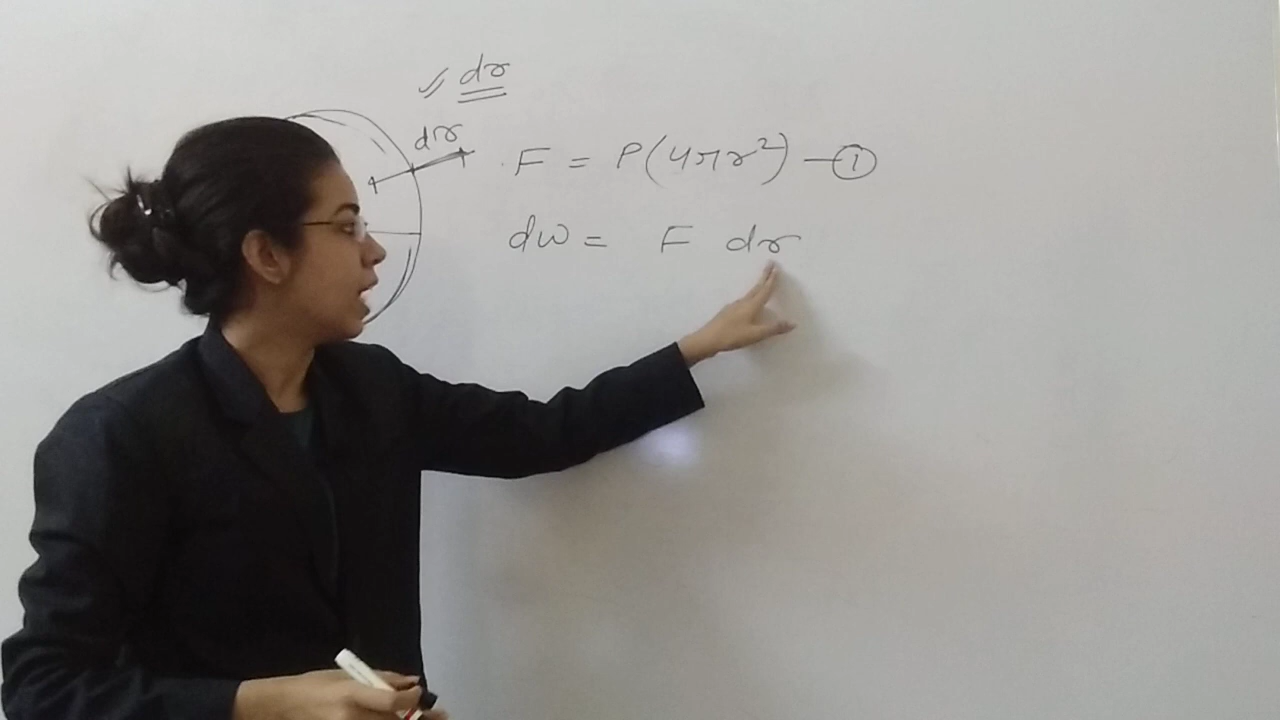 dr
dr
F = P(4πr²) — ①
dw = F dr